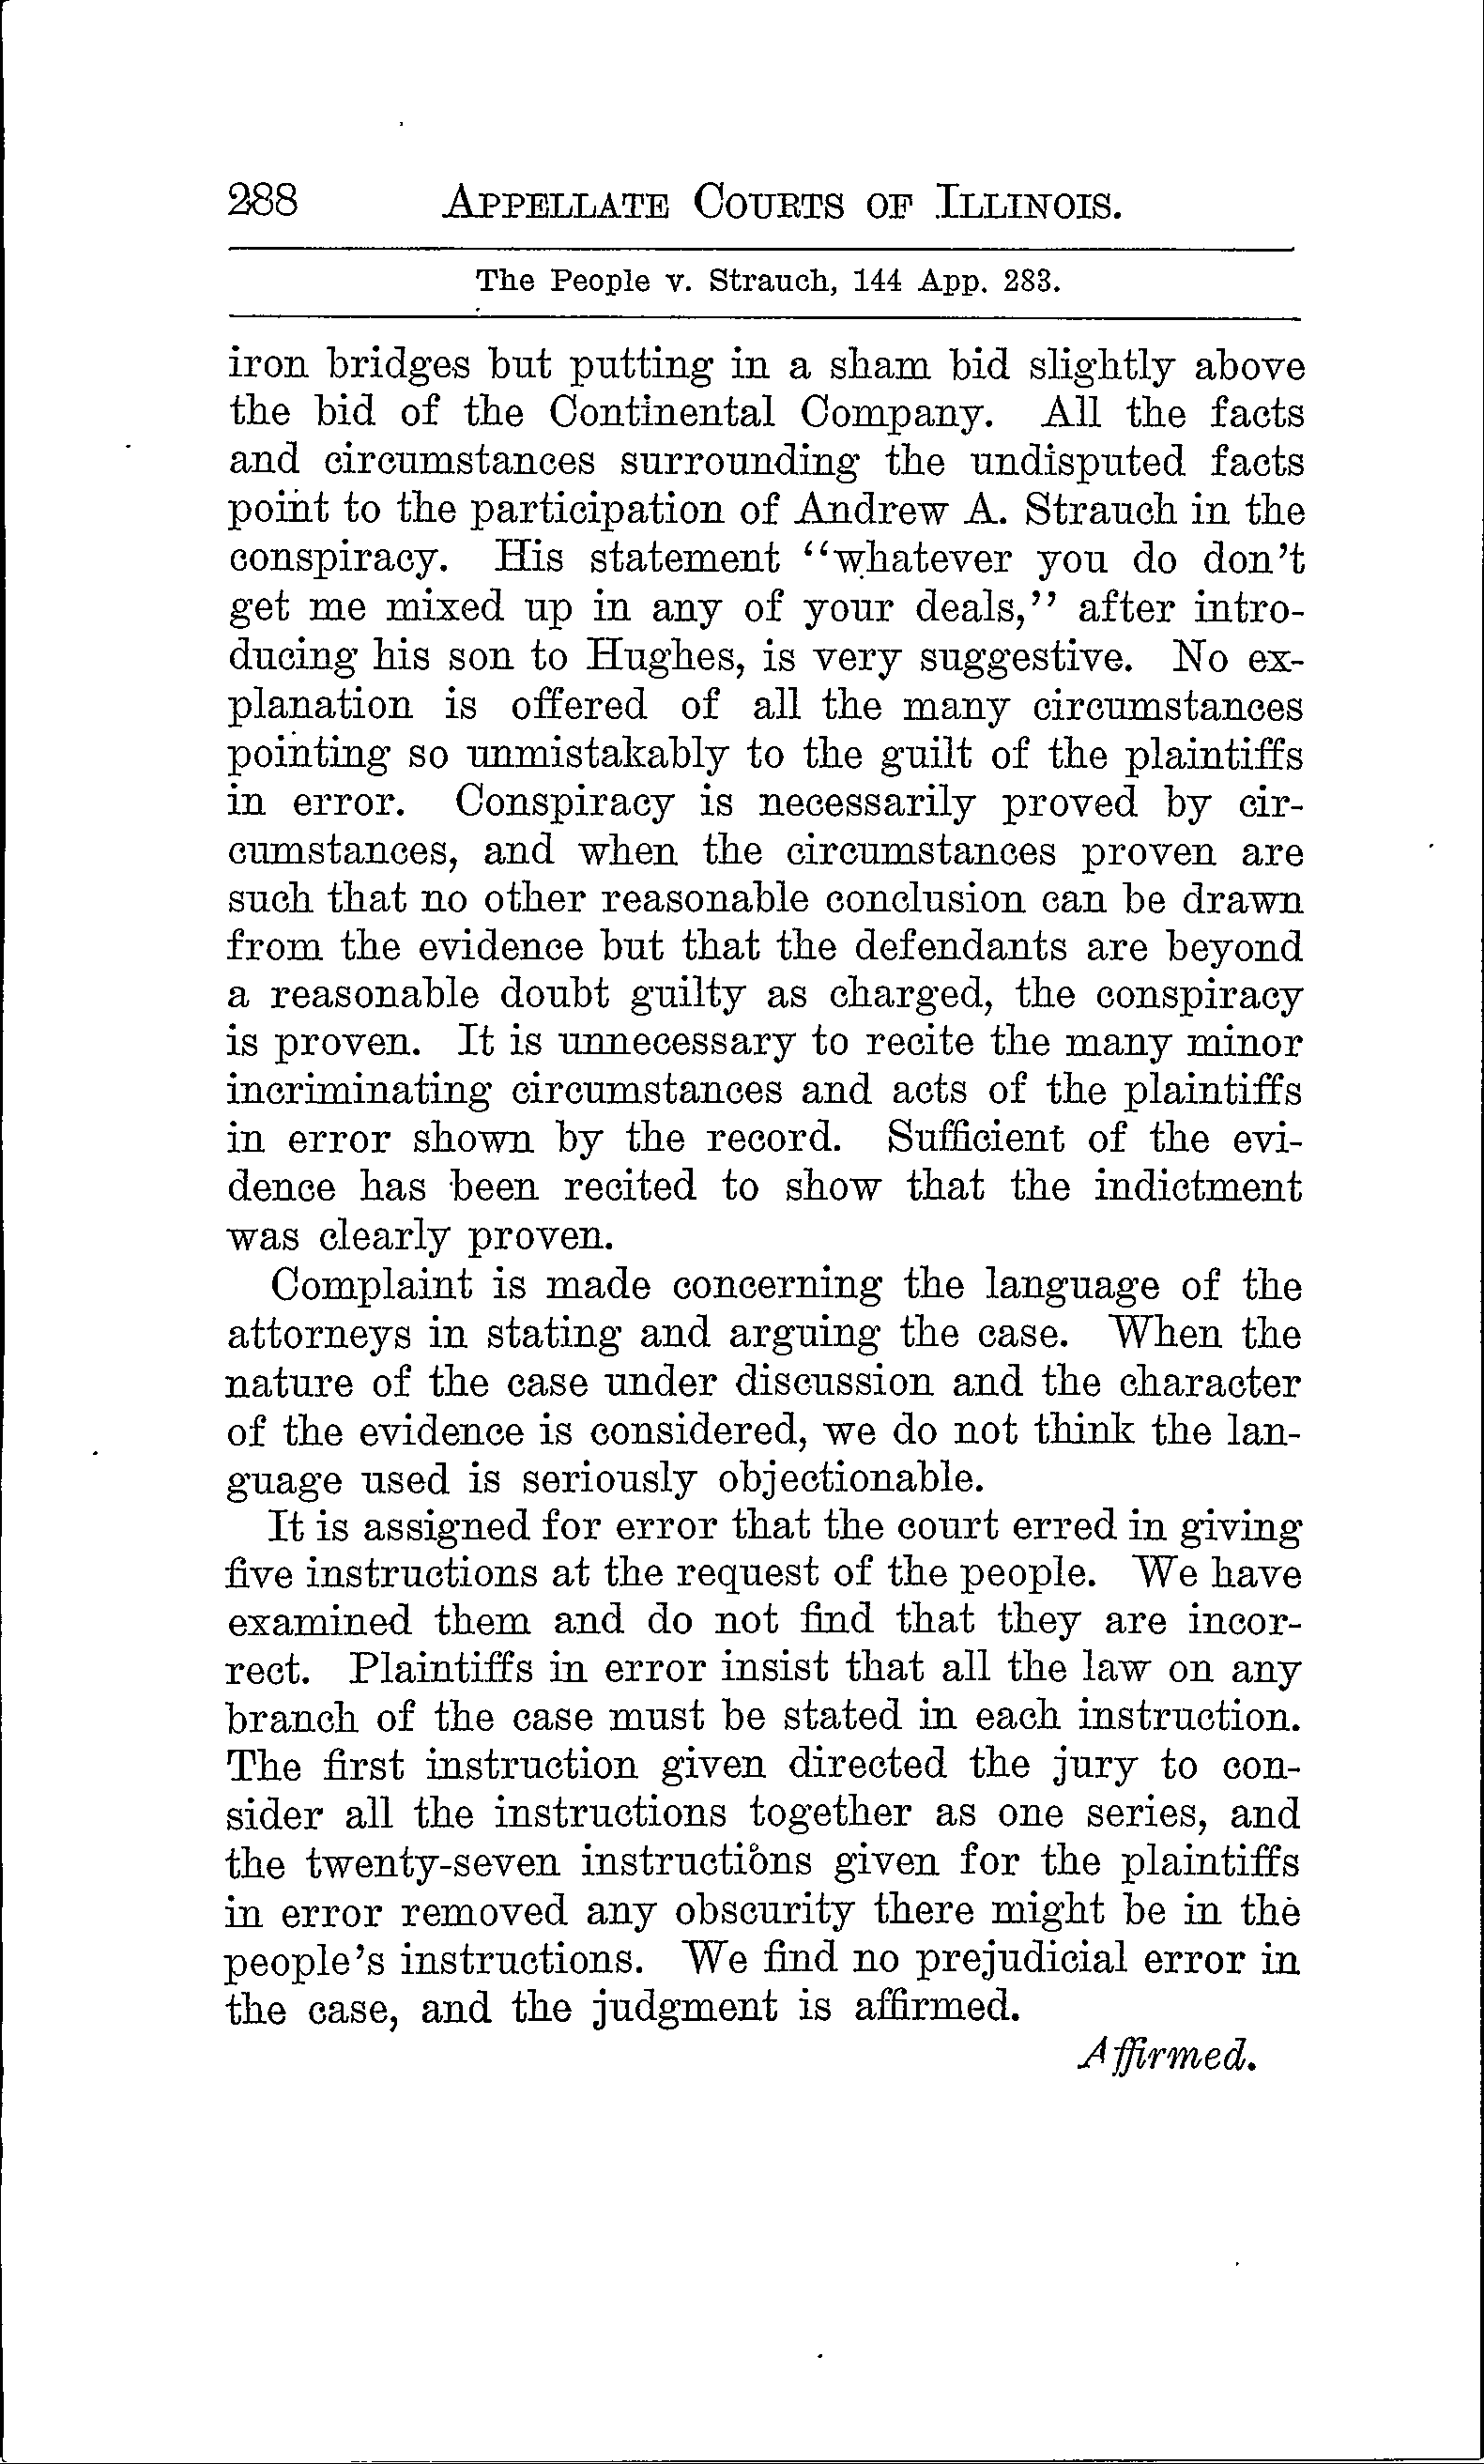 288 APPELLATE COURTS OF ILLINOIS.
The People v. Strauch, 144 App. 283.
iron bridges but putting in a sham bid slightly above
the bid of the Continental Company. All the facts
and circumstances surrounding the undisputed facts
point to the participation of Andrew A. Strauch in the
conspiracy. His statement “whatever you do don’t
get me mixed up in any of your deals,” after intro-
ducing his son to Hughes, is very suggestive. No ex-
planation is offered of all the many circumstances
pointing so unmistakably to the guilt of the plaintiffs
in error. Conspiracy is necessarily proved by cir-
cumstances, and when the circumstances proven are
such that no other reasonable conclusion can be drawn
from the evidence but that the defendants are beyond
a reasonable doubt guilty as charged, the conspiracy
is proven. It is unnecessary to recite the many minor
incriminating circumstances and acts of the plaintiffs
in error shown by the record. Sufficient of the evi-
dence has been recited to show that the indictment
was clearly proven.
Complaint is made concerning the language of the
attorneys in stating and arguing the case. When the
nature of the case under discussion and the character
of the evidence is considered, we do not think the lan-
guage used is seriously objectionable.
It is assigned for error that the court erred in giving
five instructions at the request of the people. We have
examined them and do not find that they are incor-
rect. Plaintiffs in error insist that all the law on any
branch of the case must be stated in each instruction.
The first instruction given directed the jury to con-
sider all the instructions together as one series, and
the twenty-seven instructions given for the plaintiffs
in error removed any obscurity there might be in the
people’s instructions. We find no prejudicial error in
the case, and the judgment is affirmed.
Affirmed.